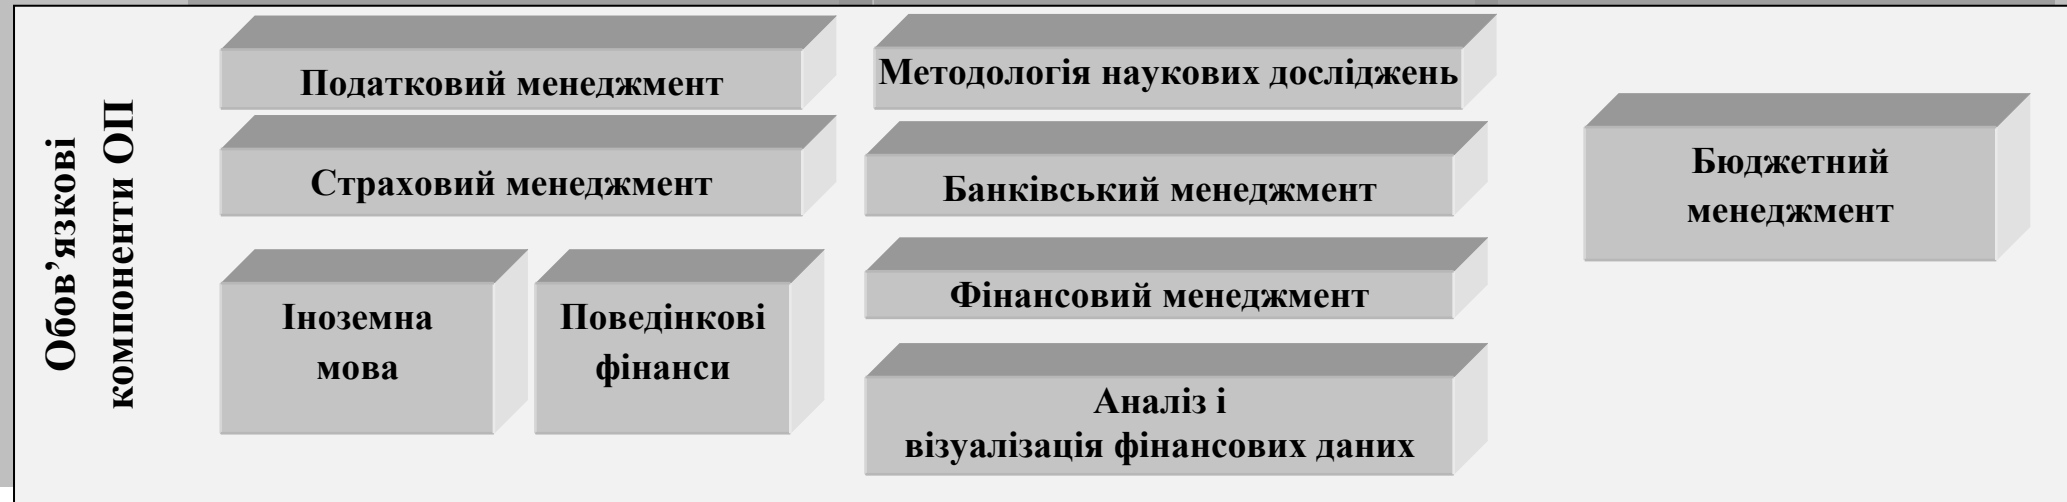 Обов’язкові
компоненти ОП
Податковий менеджмент
Страховий менеджмент
Іноземна
мова
Поведінкові
фінанси
Методологія наукових досліджень
Банківський менеджмент
Фінансовий менеджмент
Аналіз і
візуалізація фінансових даних
Бюджетний
менеджмент